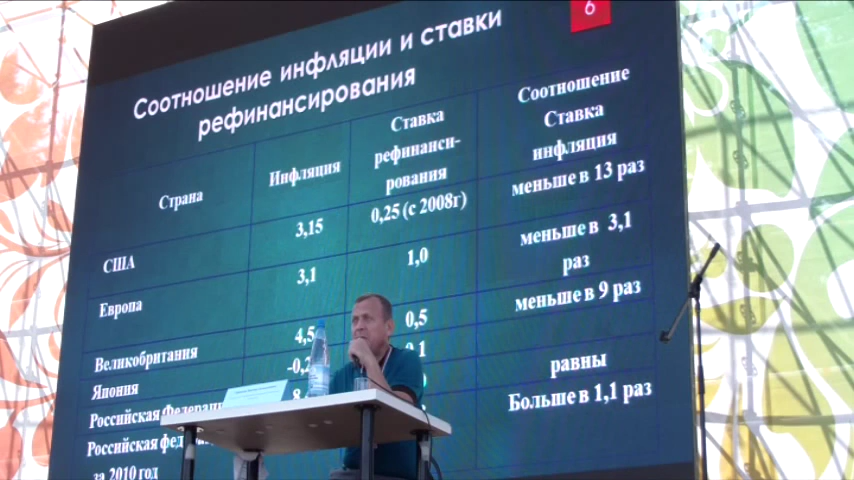 6
Соотношение инфляции и ставки
рефинансирования
Страна
Инфляция
Ставка
рефинанси-
рования
Соотношение
Ставка
инфляция
США
3,15
0,25 (с 2008г)
меньше в 13 раз
Европа
3,1
1,0
меньше в 3,1
раз
Великобритания
4,5
0,5
меньше в 9 раз
Япония
Российская
равны
Российская
за 2010 год
Больше в 1,1 раз